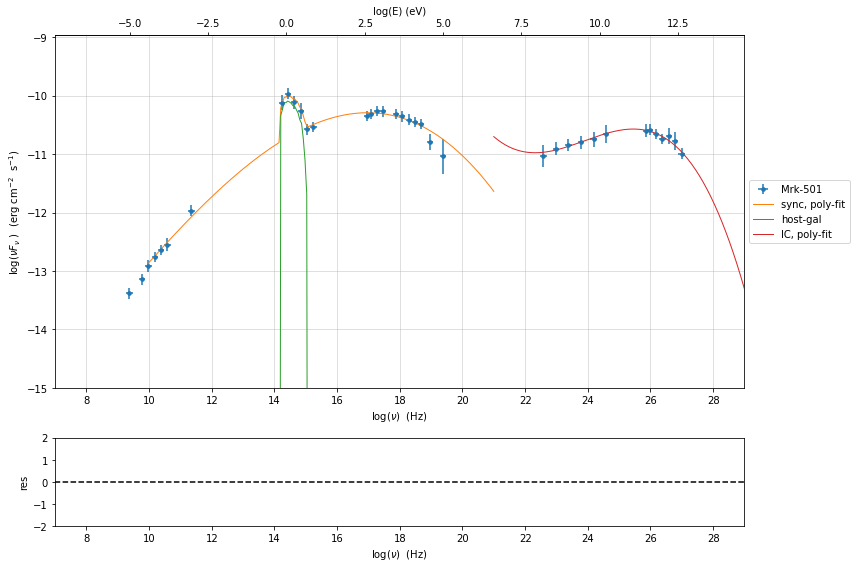 log(E) (eV)
−5.0 −2.5 0.0 2.5 5.0 7.5 10.0 12.5
−9
−10
−11
−12
−13
−14
−15
log(νFν ) (erg cm⁻² s⁻¹)
Mrk-501
sync, poly-fit
host-gal
IC, poly-fit
8 10 12 14 16 18 20 22 24 26 28
log(ν) (Hz)
2
1
0
−1
−2
res
8 10 12 14 16 18 20 22 24 26 28
log(ν) (Hz)